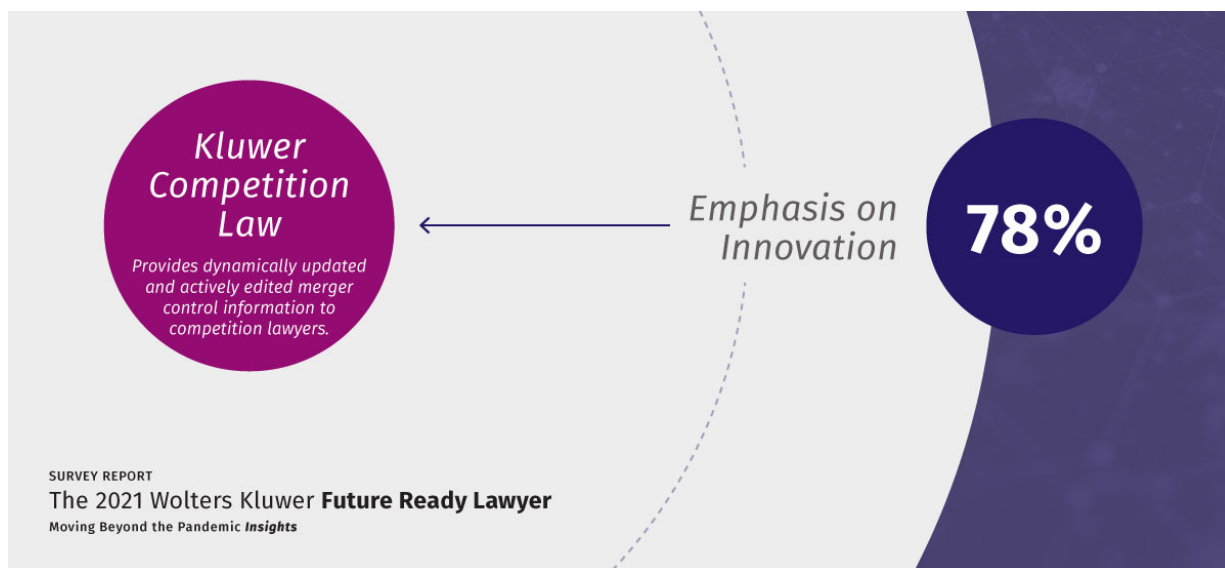 Kluwer
Competition
Law
Provides dynamically updated
and actively edited merger
control information to
competition lawyers.
Emphasis on
Innovation
78%
SURVEY REPORT
The 2021 Wolters Kluwer Future Ready Lawyer
Moving Beyond the Pandemic Insights